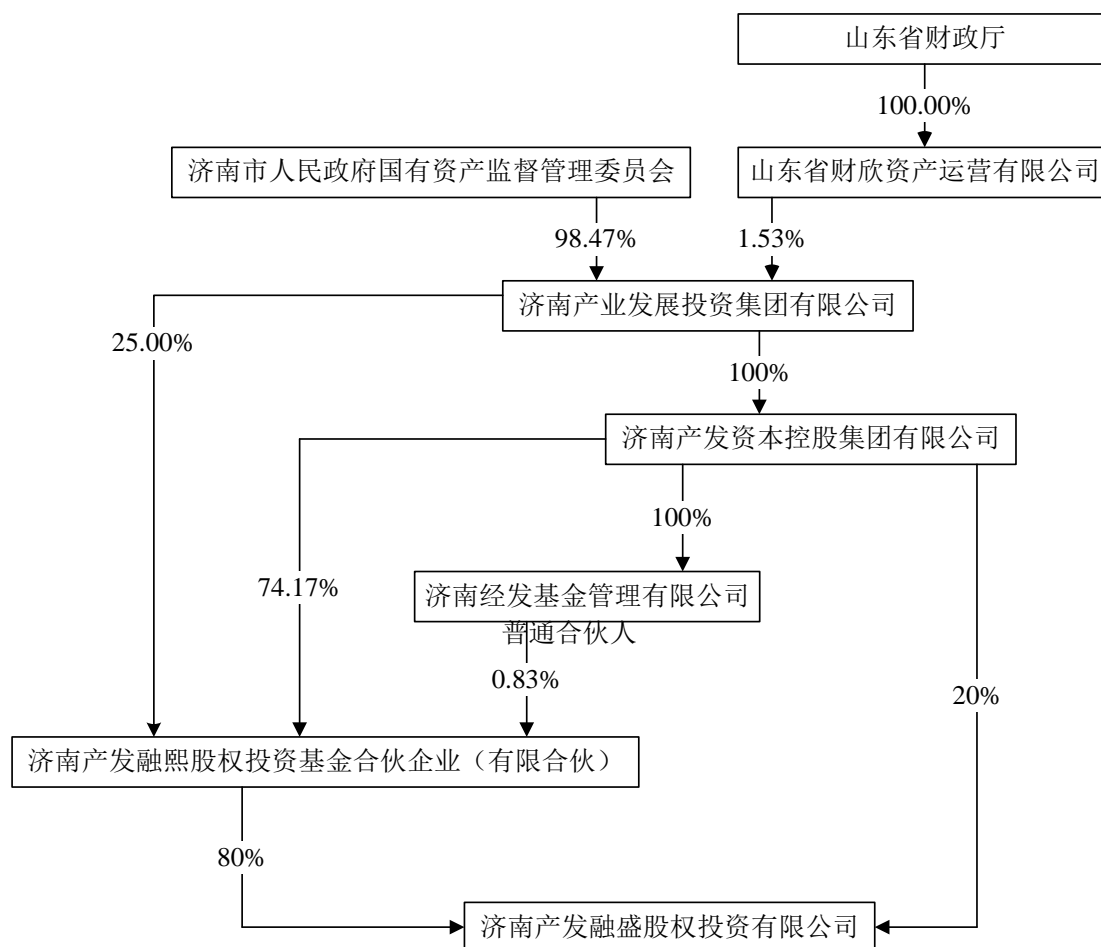 山东省财政厅
100.00%
济南市人民政府国有资产监督管理委员会
山东省财欣资产运营有限公司
98.47%
1.53%
济南产业发展投资集团有限公司
25.00%
100%
济南产发资本控股集团有限公司
100%
74.17%
济南经发基金管理有限公司
普通合伙人
0.83%
20%
济南产发融熙股权投资基金合伙企业（有限合伙）
80%
济南产发融盛股权投资有限公司